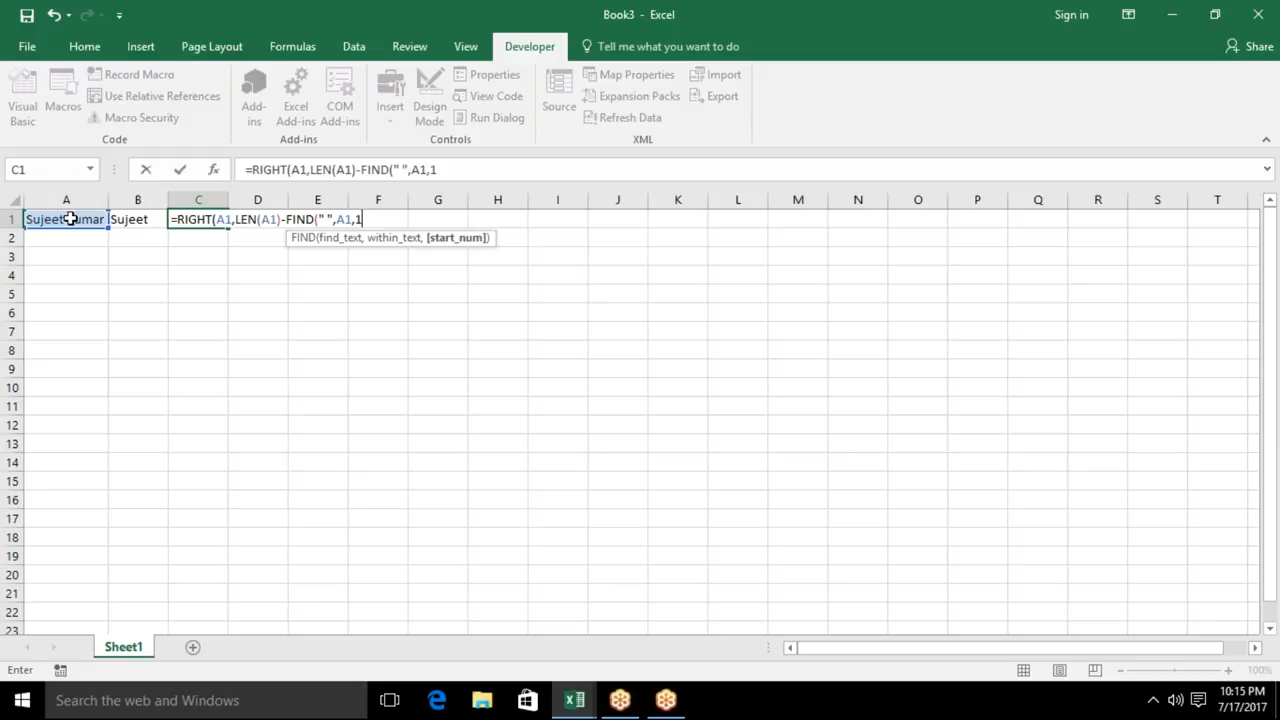 Book3 - Excel
Sign in
File Home Insert Page Layout Formulas Data Review View Developer Tell me what you want to do Share
Visual Basic
Macros
Record Macro
Use Relative References
Macro Security
Code
Add-ins
Excel Add-ins
COM Add-ins
Add-ins
Insert
Design Mode
Properties
View Code
Run Dialog
Controls
Source
Map Properties
Expansion Packs
Refresh Data
Import
Export
XML
C1 fx =RIGHT(A1,LEN(A1)-FIND(" ",A1,1
A B C D E F G H I J K L M N O P Q R S T
1 Sujeet Kumar Sujeet =RIGHT(A1,LEN(A1)-FIND(" ",A1,1
FIND(find_text, within_text, [start_num])
2
3
4
5
6
7
8
9
10
11
12
13
14
15
16
17
18
19
20
21
22
23
Sheet1
Enter 100%
Search the web and Windows
10:15 PM
7/17/2017